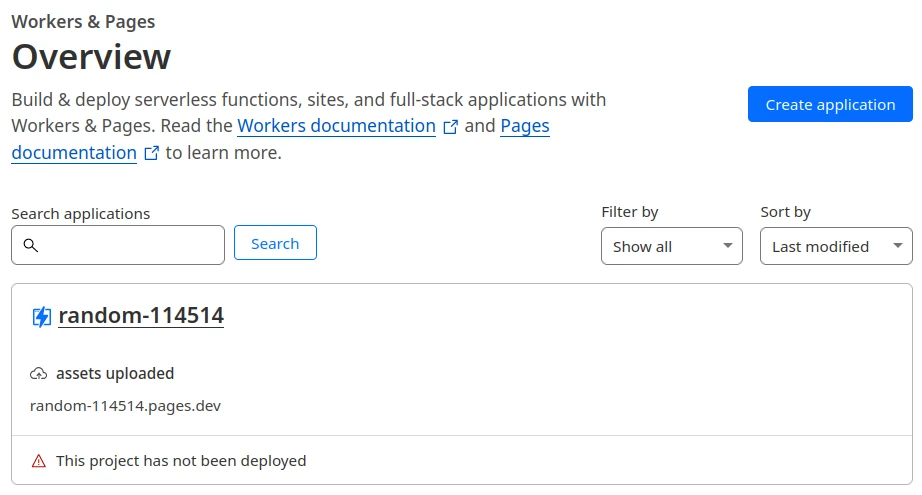 Workers & Pages
Overview
Build & deploy serverless functions, sites, and full-stack applications with
Workers & Pages. Read the Workers documentation and Pages
documentation to learn more.
Create application
Search applications
Search
Filter by
Show all
Sort by
Last modified
random-114514
assets uploaded
random-114514.pages.dev
This project has not been deployed